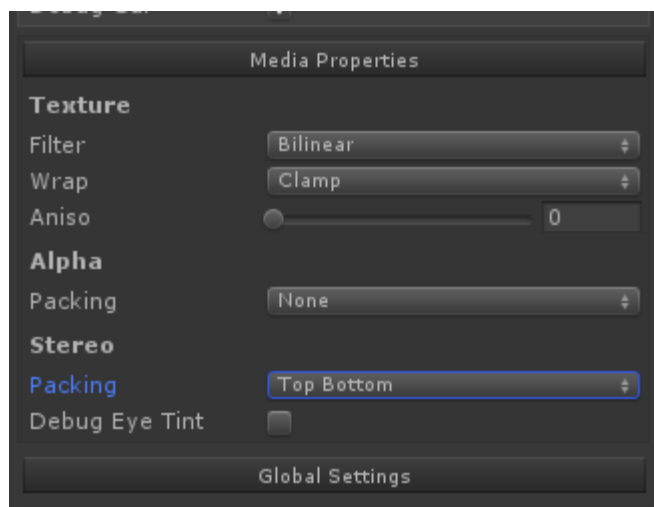 Media Properties
Texture
Filter Bilinear
Wrap Clamp
Aniso 0
Alpha
Packing None
Stereo
Packing Top Bottom
Debug Eye Tint
Global Settings